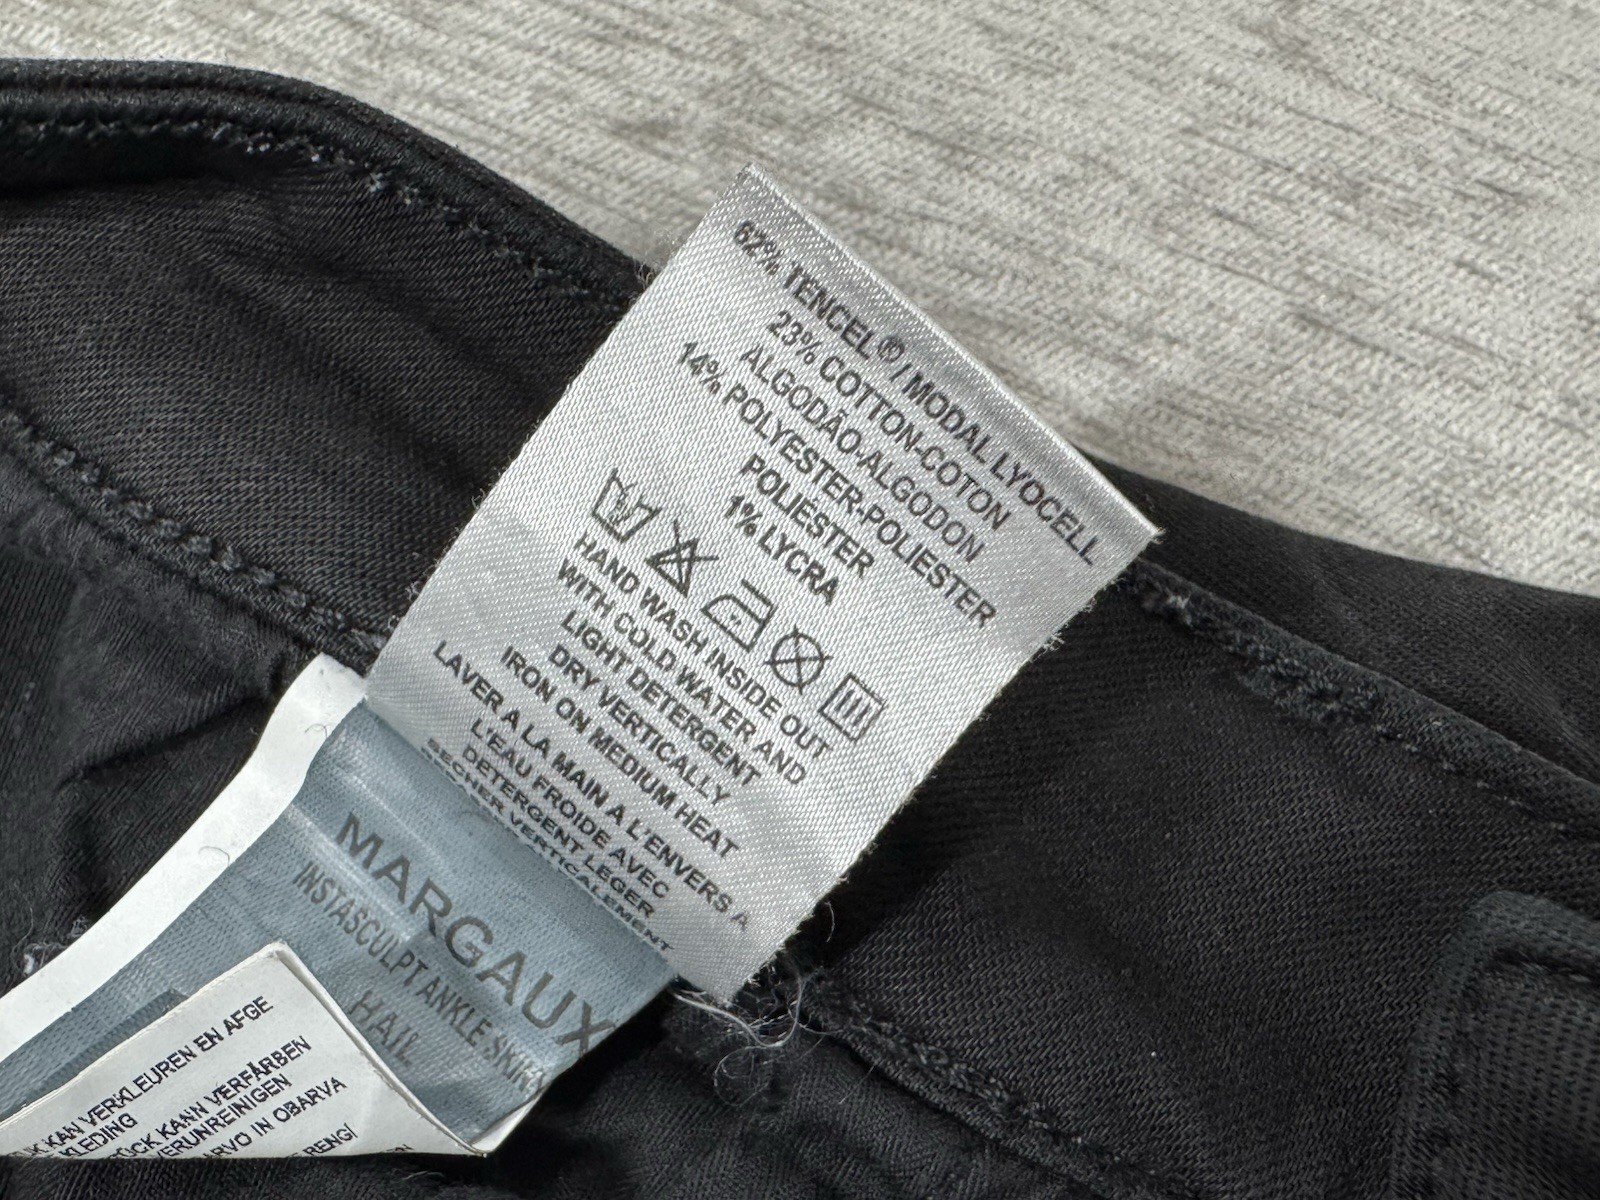 62% TENCEL® / MODAL LYOCELL
23% COTTON-COTON
ALGODÃO-ALGODON
14% POLYESTER-POLIESTER
POLIESTER
1% LYCRA
HAND WASH INSIDE OUT
WITH COLD WATER AND
LIGHT DETERGENT
DRY VERTICALLY
IRON ON MEDIUM HEAT
LAVER A LA MAIN A L'ENVERS A
L'EAU FROIDE AVEC
DETERGENT LEGER
SECHER VERTICALEMENT
MARGAUX
INSTASCULPT ANKLE SKINNY
HAIL
KAN VERKLEUREN EN AFGE
KLEDING
KANN VERFÄRBEN
VERUNREINIGEN
I OBARVA